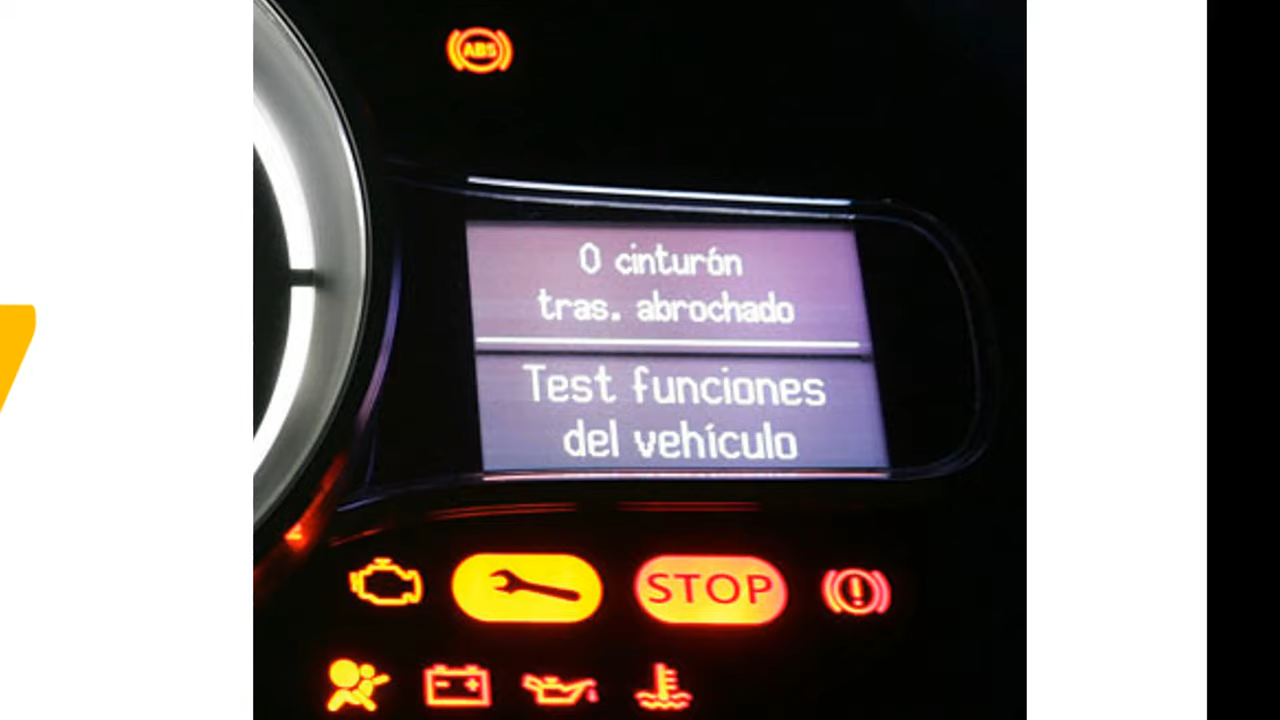 ABS
0 cinturón
tras. abrochado
Test funciones
del vehículo
STOP